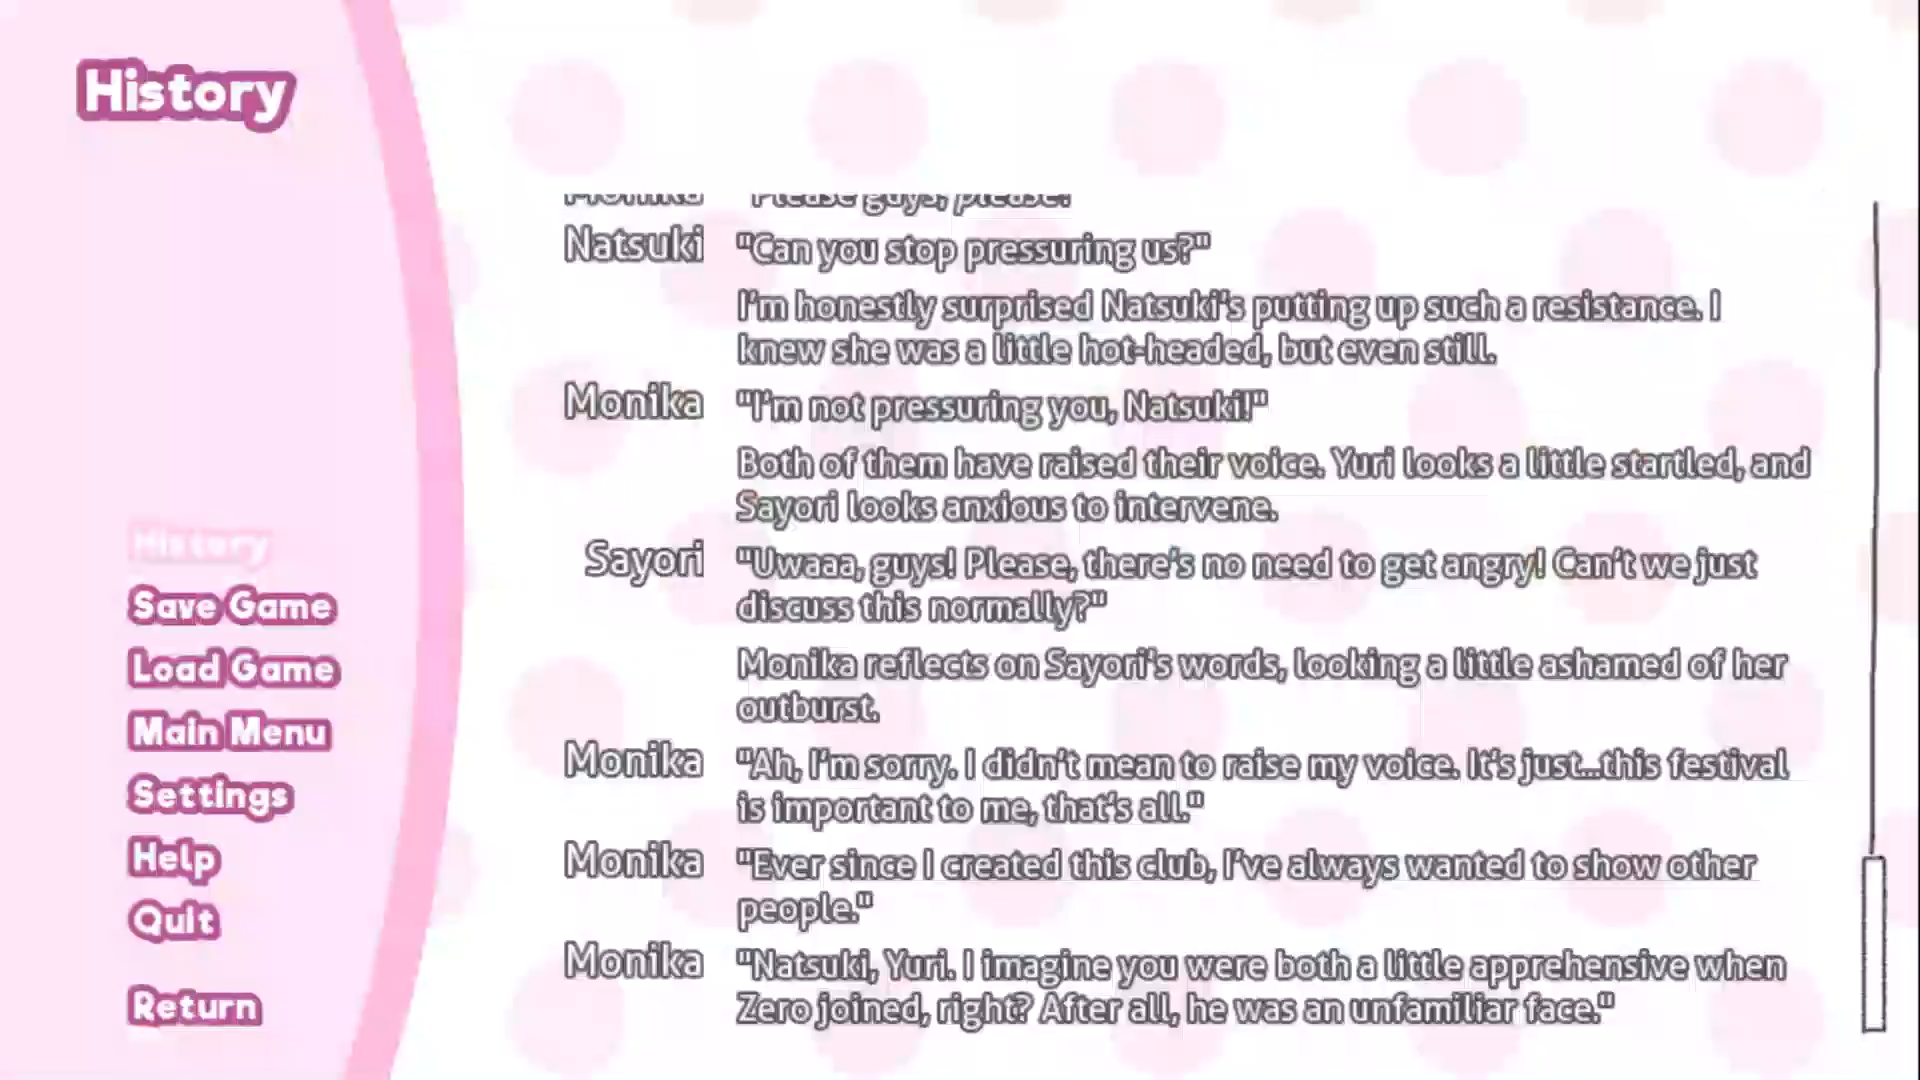 History
Monika "Please guys, please!
Natsuki "Can you stop pressuring us?"
I'm honestly surprised Natsuki's putting up such a resistance. I
knew she was a little hot-headed, but even still.
Monika "I'm not pressuring you, Natsuki!"
Both of them have raised their voice. Yuri looks a little startled, and
Sayori looks anxious to intervene.
Sayori "Uwaaa, guys! Please, there's no need to get angry! Can't we just
discuss this normally?"
Monika reflects on Sayori's words, looking a little ashamed of her
outburst.
Monika "Ah, I'm sorry. I didn't mean to raise my voice. It's just...this festival
is important to me, that's all."
Monika "Ever since I created this club, I've always wanted to show other
people."
Monika "Natsuki, Yuri. I imagine you were both a little apprehensive when
Zero joined, right? After all, he was an unfamiliar face."
History
Save Game
Load Game
Main Menu
Settings
Help
Quit
Return